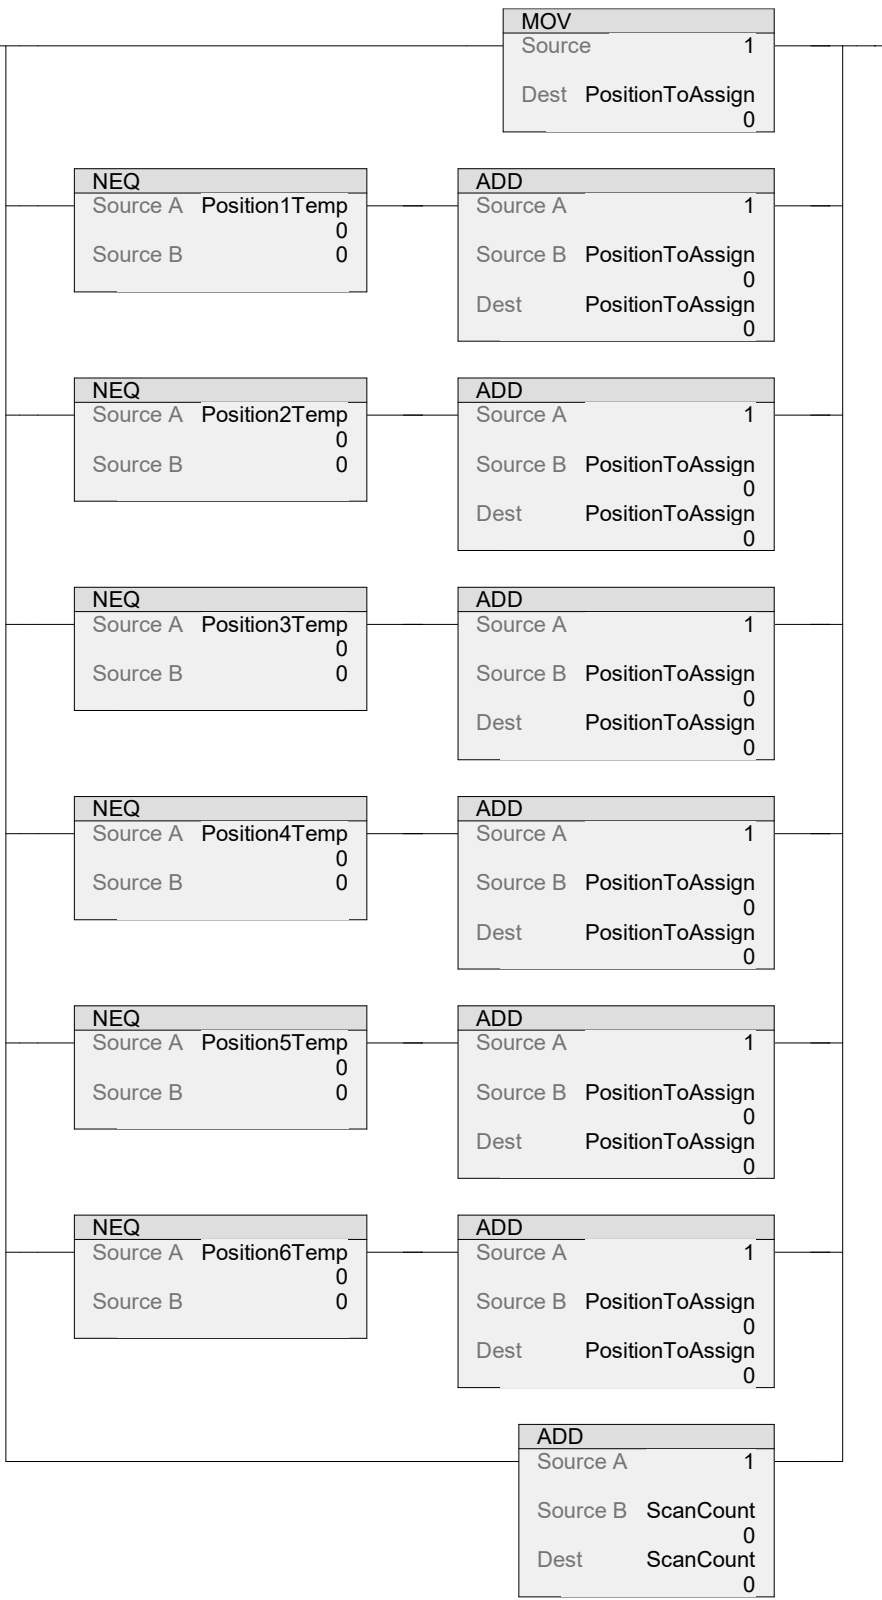 MOV
Source 1
Dest PositionToAssign
0
NEQ
Source A Position1Temp
0
Source B 0
ADD
Source A 1
Source B PositionToAssign
0
Dest PositionToAssign
0
NEQ
Source A Position2Temp
0
Source B 0
ADD
Source A 1
Source B PositionToAssign
0
Dest PositionToAssign
0
NEQ
Source A Position3Temp
0
Source B 0
ADD
Source A 1
Source B PositionToAssign
0
Dest PositionToAssign
0
NEQ
Source A Position4Temp
0
Source B 0
ADD
Source A 1
Source B PositionToAssign
0
Dest PositionToAssign
0
NEQ
Source A Position5Temp
0
Source B 0
ADD
Source A 1
Source B PositionToAssign
0
Dest PositionToAssign
0
NEQ
Source A Position6Temp
0
Source B 0
ADD
Source A 1
Source B PositionToAssign
0
Dest PositionToAssign
0
ADD
Source A 1
Source B ScanCount
0
Dest ScanCount
0